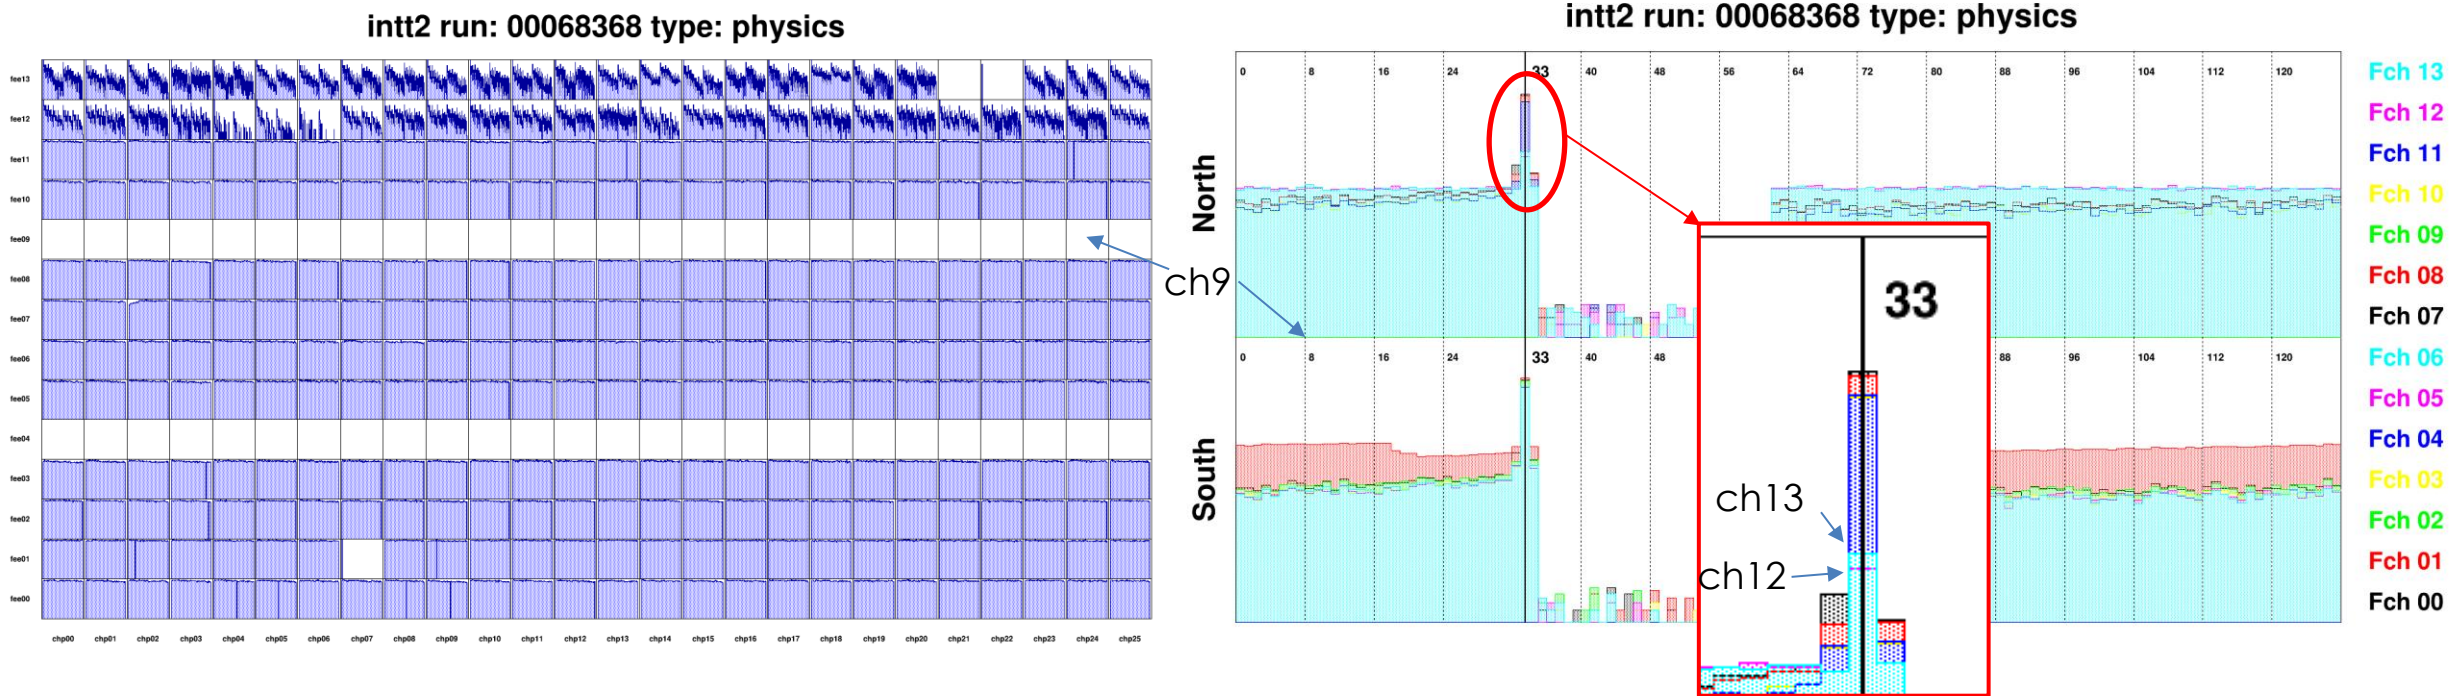 intt2 run: 00068368 type: physics
fee13
fee12
fee11
fee10
fee09
fee08
fee07
fee06
fee05
fee04
fee03
fee02
fee01
fee00
chp00 chp01 chp02 chp03 chp04 chp05 chp06 chp07 chp08 chp09 chp10 chp11 chp12 chp13 chp14 chp15 chp16 chp17 chp18 chp19 chp20 chp21 chp22 chp23 chp24 chp25
ch9
intt2 run: 00068368 type: physics
North
0 8 16 24 33 40 48 56 64 72 80 88 96 104 112 120
South
0 8 16 24 33 40 48 88 96 104 112 120
33
ch13
ch12
Fch 13
Fch 12
Fch 11
Fch 10
Fch 09
Fch 08
Fch 07
Fch 06
Fch 05
Fch 04
Fch 03
Fch 02
Fch 01
Fch 00